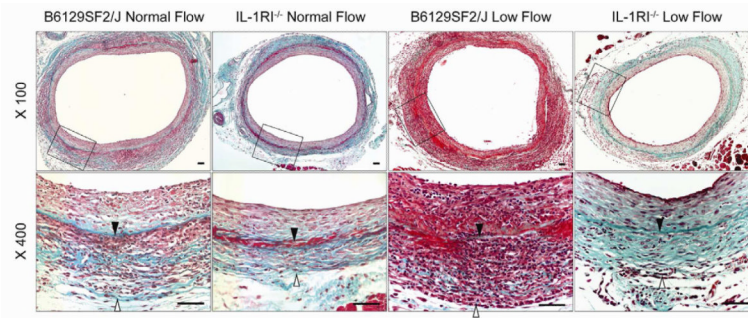 B6129SF2/J Normal Flow
IL-1RI-/- Normal Flow
B6129SF2/J Low Flow
IL-1RI-/- Low Flow
X 100
X 400